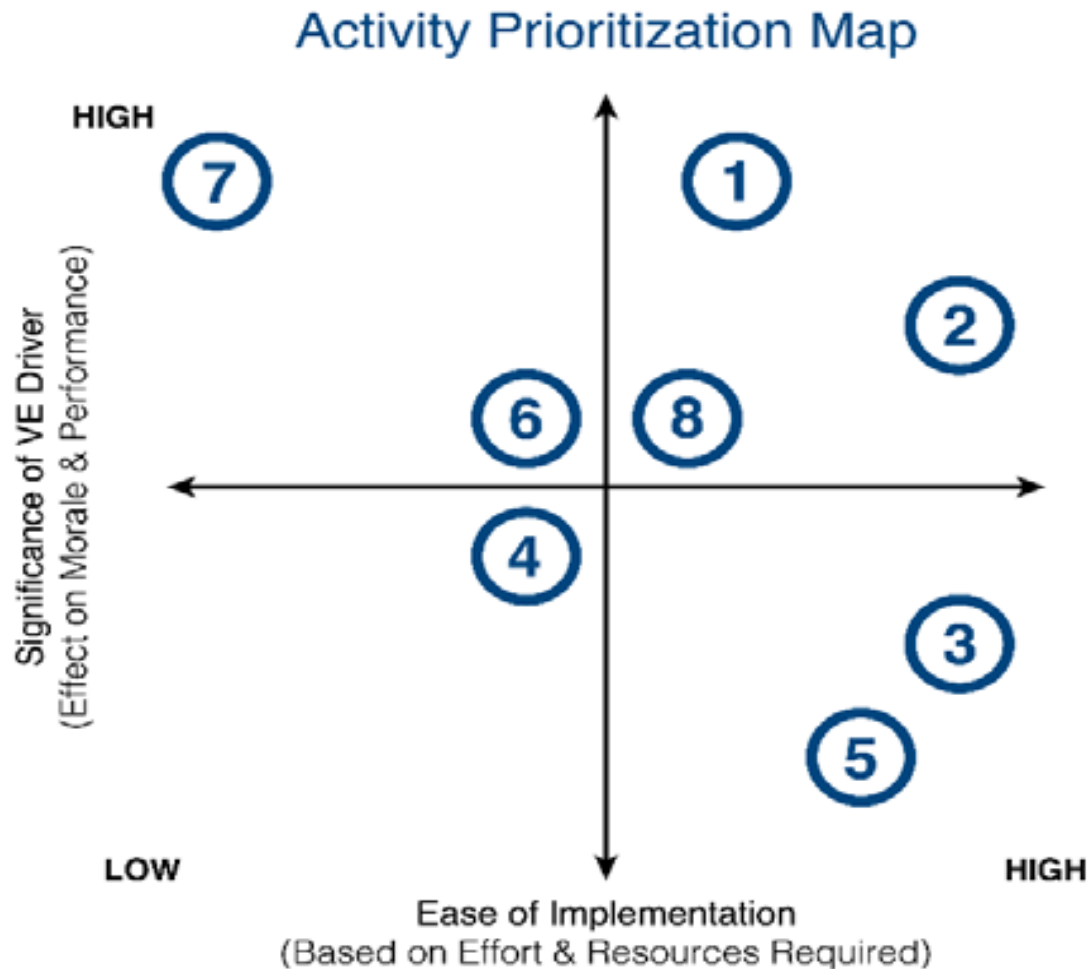 Activity Prioritization Map
HIGH
7
1
2
6
8
4
3
5
Significance of VE Driver
(Effect on Morale & Performance)
LOW
HIGH
Ease of Implementation
(Based on Effort & Resources Required)